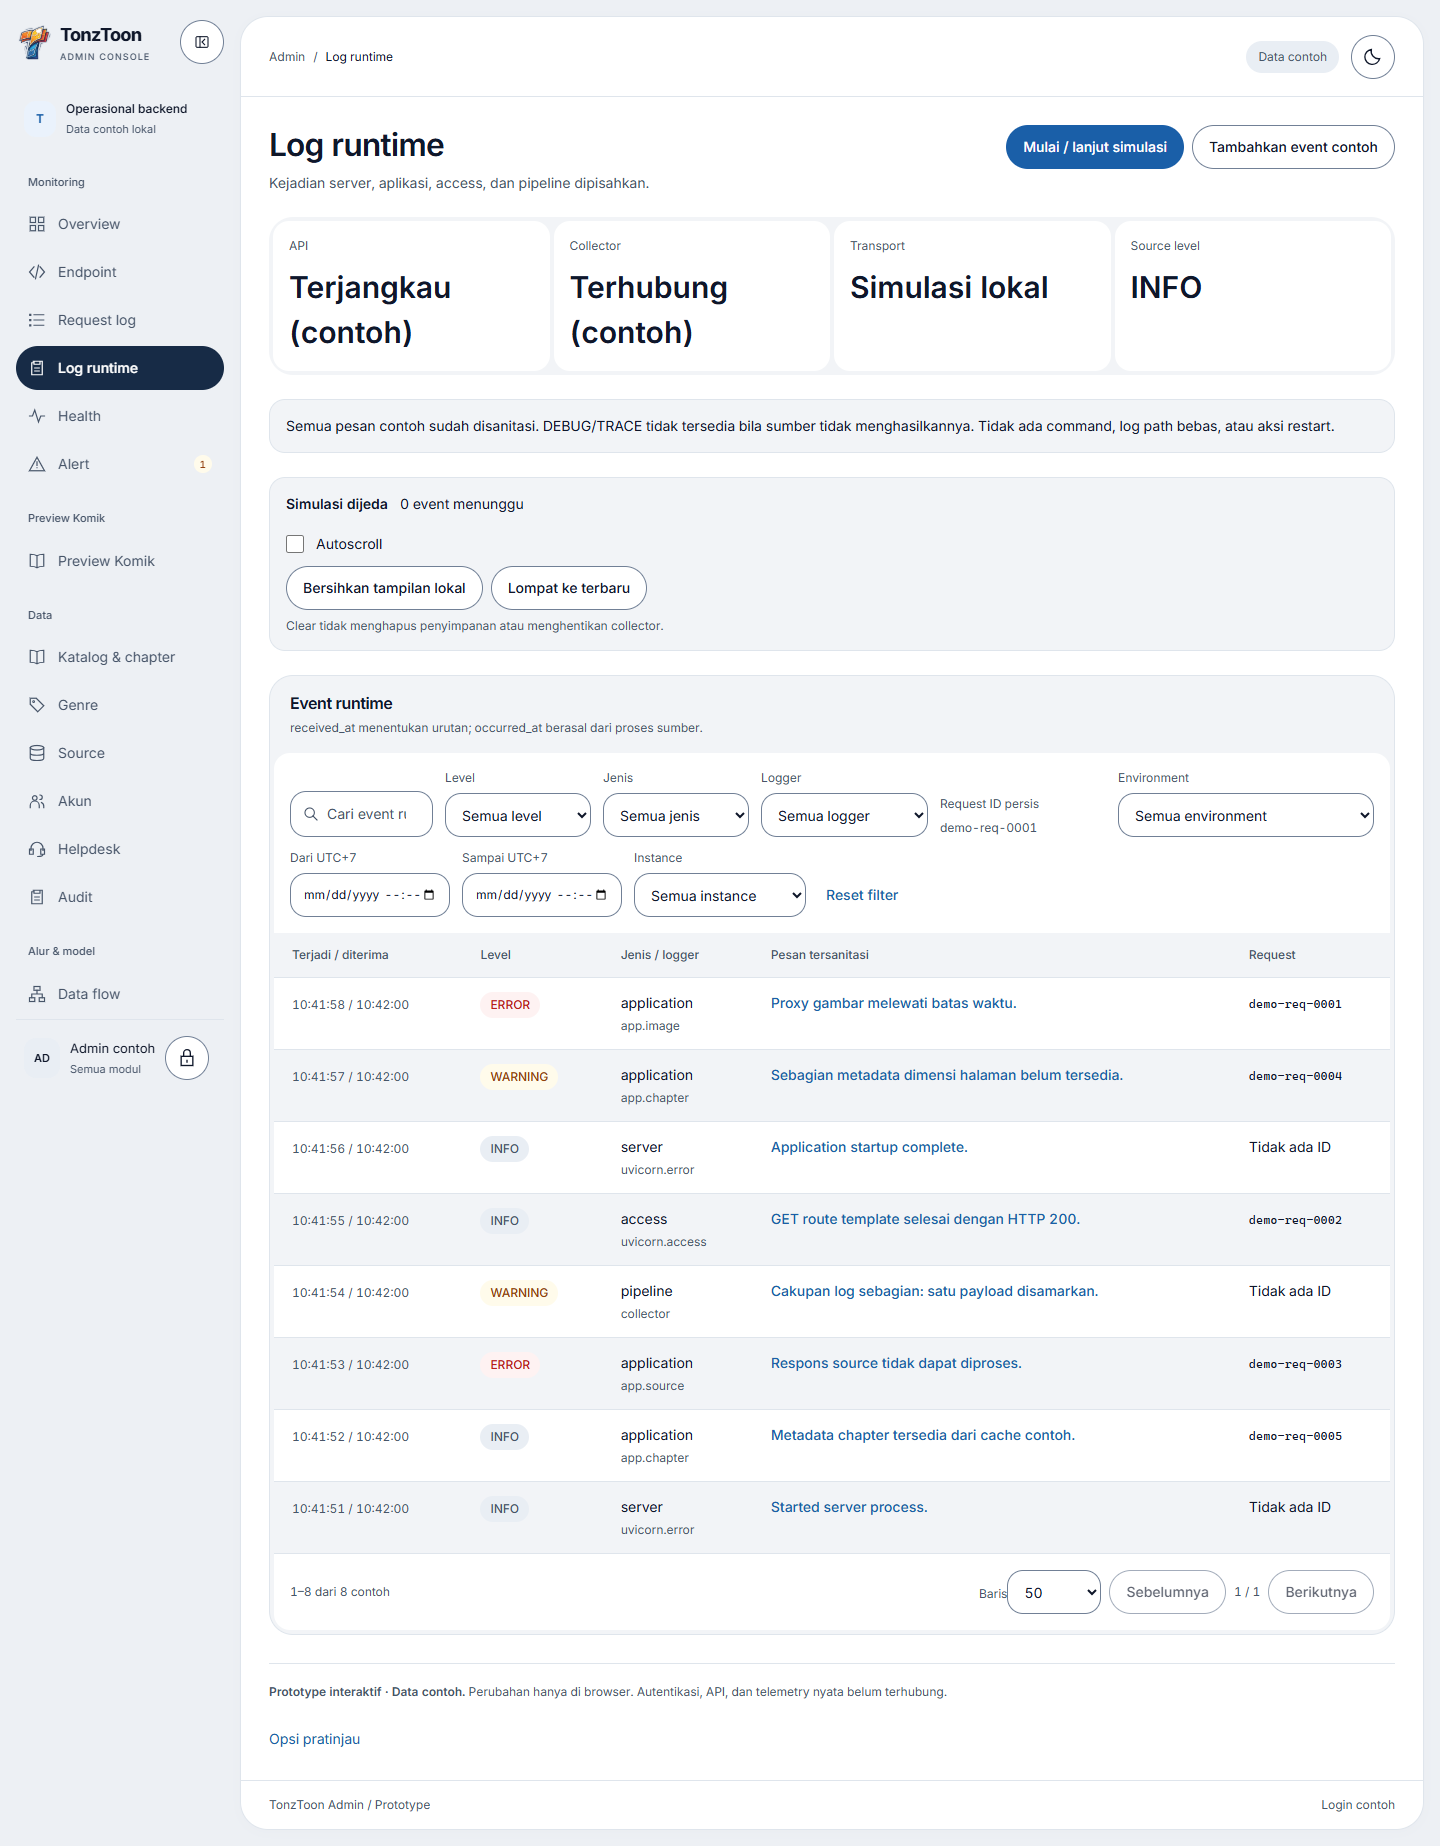 TonzToon
ADMIN CONSOLE
T
Operasional backend
Data contoh lokal
Monitoring
Overview
Endpoint
Request log
Log runtime
Health
Alert
1
Preview Komik
Preview Komik
Data
Katalog & chapter
Genre
Source
Akun
Helpdesk
Audit
Alur & model
Data flow
AD
Admin contoh
Semua modul
Admin / Log runtime
Data contoh
Log runtime
Kejadian server, aplikasi, access, dan pipeline dipisahkan.
Mulai / lanjut simulasi
Tambahkan event contoh
API
Terjangkau
(contoh)
Collector
Terhubung
(contoh)
Transport
Simulasi lokal
Source level
INFO
Semua pesan contoh sudah disanitasi. DEBUG/TRACE tidak tersedia bila sumber tidak menghasilkannya. Tidak ada command, log path bebas, atau aksi restart.
Simulasi dijeda 0 event menunggu
Autoscroll
Bersihkan tampilan lokal
Lompat ke terbaru
Clear tidak menghapus penyimpanan atau menghentikan collector.
Event runtime
received_at menentukan urutan; occurred_at berasal dari proses sumber.
Cari event ru
Level
Semua level
Jenis
Semua jenis
Logger
Semua logger
Request ID persis
demo-req-0001
Environment
Semua environment
Dari UTC+7
mm/dd/yyyy --:--
Sampai UTC+7
mm/dd/yyyy --:--
Instance
Semua instance
Reset filter
Terjadi / diterima Level Jenis / logger Pesan tersanitasi Request
10:41:58 / 10:42:00 ERROR application Proxy gambar melewati batas waktu. demo-req-0001
app.image
10:41:57 / 10:42:00 WARNING application Sebagian metadata dimensi halaman belum tersedia. demo-req-0004
app.chapter
10:41:56 / 10:42:00 INFO server Application startup complete. Tidak ada ID
uvicorn.error
10:41:55 / 10:42:00 INFO access GET route template selesai dengan HTTP 200. demo-req-0002
uvicorn.access
10:41:54 / 10:42:00 WARNING pipeline Cakupan log sebagian: satu payload disamarkan. Tidak ada ID
collector
10:41:53 / 10:42:00 ERROR application Respons source tidak dapat diproses. demo-req-0003
app.source
10:41:52 / 10:42:00 INFO application Metadata chapter tersedia dari cache contoh. demo-req-0005
app.chapter
10:41:51 / 10:42:00 INFO server Started server process. Tidak ada ID
uvicorn.error
1–8 dari 8 contoh
Baris 50 Sebelumnya 1 / 1 Berikutnya
Prototype interaktif · Data contoh. Perubahan hanya di browser. Autentikasi, API, dan telemetry nyata belum terhubung.
Opsi pratinjau
TonzToon Admin / Prototype
Login contoh